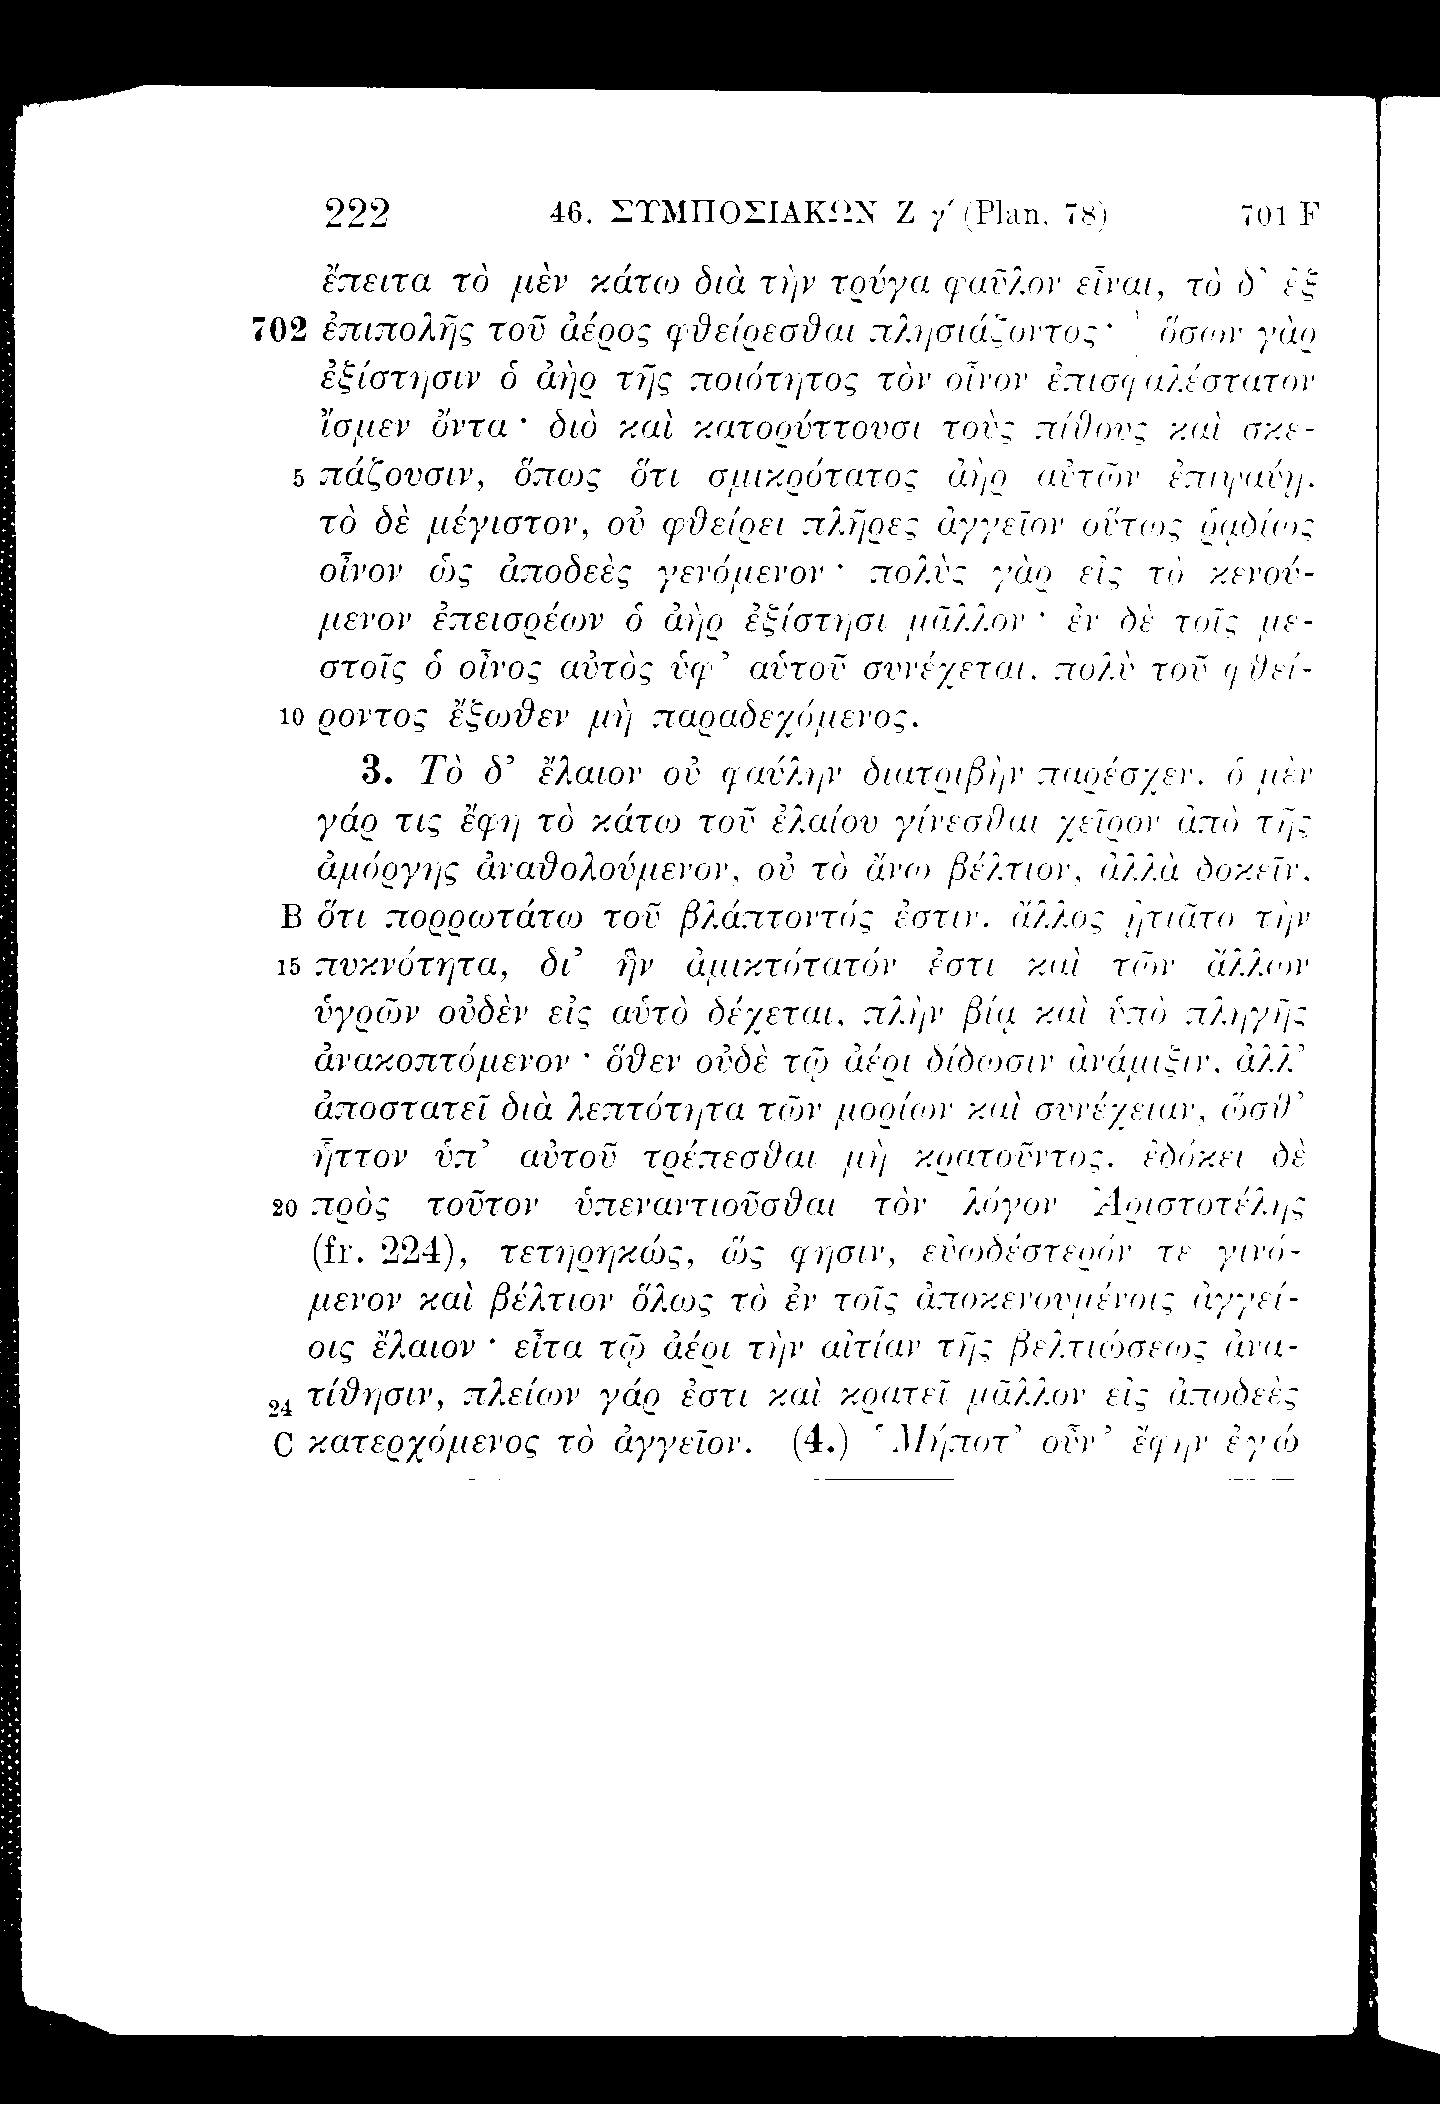 222 46. ΣΥΜΠΟΣΙΑΚΩΝ Ζ γ´ (Plan. 78) 701 F
ἔπειτα τὸ μὲν κάτω διὰ τὴν τρύγα φαῦλον εἶναι, τὸ δ’ ἐξ
702 ἐπιπολῆς τοῦ ἀέρος φθείρεσθαι πλησιάζοντος· ὅσων γὰρ
ἐξίστησιν ὁ ἀὴρ τῆς ποιότητος τὸν οἶνον ἐπισφαλέστατον
ἴσμεν ὄντα· διὸ καὶ κατορύττουσι τοὺς πίθους καὶ σκε-
5 πάζουσιν, ὅπως ὅτι σμικρότατος ἀὴρ αὐτῶν ἐπιψαύῃ.
τὸ δὲ μέγιστον, οὐ φθείρει πλῆρες ἀγγεῖον οὕτως ῥᾳδίως
οἶνον ὡς ἀποδεὲς γενόμενον· πολὺς γὰρ εἰς τὸ κενού-
μενον ἐπεισρέων ὁ ἀὴρ ἐξίστησι μᾶλλον· ἐν δὲ τοῖς με-
στοῖς ὁ οἶνος αὐτὸς ὑφ’ αὑτοῦ συνέχεται, πολὺ τοῦ φθεί-
10 ροντος ἔξωθεν μὴ παραδεχόμενος.
3. Τὸ δ’ ἔλαιον οὐ φαύλην διατριβὴν παρέσχεν. ὁ μὲν
γάρ τις ἔφη τὸ κάτω τοῦ ἐλαίου γίνεσθαι χεῖρον ἀπὸ τῆς
ἀμόργης ἀναθολούμενον, οὐ τὸ ἄνω βέλτιον, ἀλλὰ δοκεῖν,
B ὅτι πορρωτάτω τοῦ βλάπτοντός ἐστιν. ἄλλος ᾐτιᾶτο τὴν
15 πυκνότητα, δι’ ἣν ἀμικτότατόν ἐστι καὶ τῶν ἄλλων
ὑγρῶν οὐδὲν εἰς αὑτὸ δέχεται, πλὴν βίᾳ καὶ ὑπὸ πληγῆς
ἀνακοπτόμενον· ὅθεν οὐδὲ τῷ ἀέρι δίδωσιν ἀνάμιξιν, ἀλλ’
ἀποστατεῖ διὰ λεπτότητα τῶν μορίων καὶ συνέχειαν, ὥσθ’
ἧττον ὑπ’ αὐτοῦ τρέπεσθαι μὴ κρατοῦντος. ἐδόκει δὲ
20 πρὸς τοῦτον ὑπεναντιοῦσθαι τὸν λόγον Ἀριστοτέλης
(fr. 224), τετηρηκώς, ὥς φησιν, εὐωδέστερόν τε γινό-
μενον καὶ βέλτιον ὅλως τὸ ἐν τοῖς ἀποκενουμένοις ἀγγεί-
οις ἔλαιον· εἶτα τῷ ἀέρι τὴν αἰτίαν τῆς βελτιώσεως ἀνα-
24 τίθησιν, πλείων γάρ ἐστι καὶ κρατεῖ μᾶλλον εἰς ἀποδεὲς
C κατερχόμενος τὸ ἀγγεῖον. (4.) ‘Μήποτ’ οὖν’ ἔφην ἐγώ